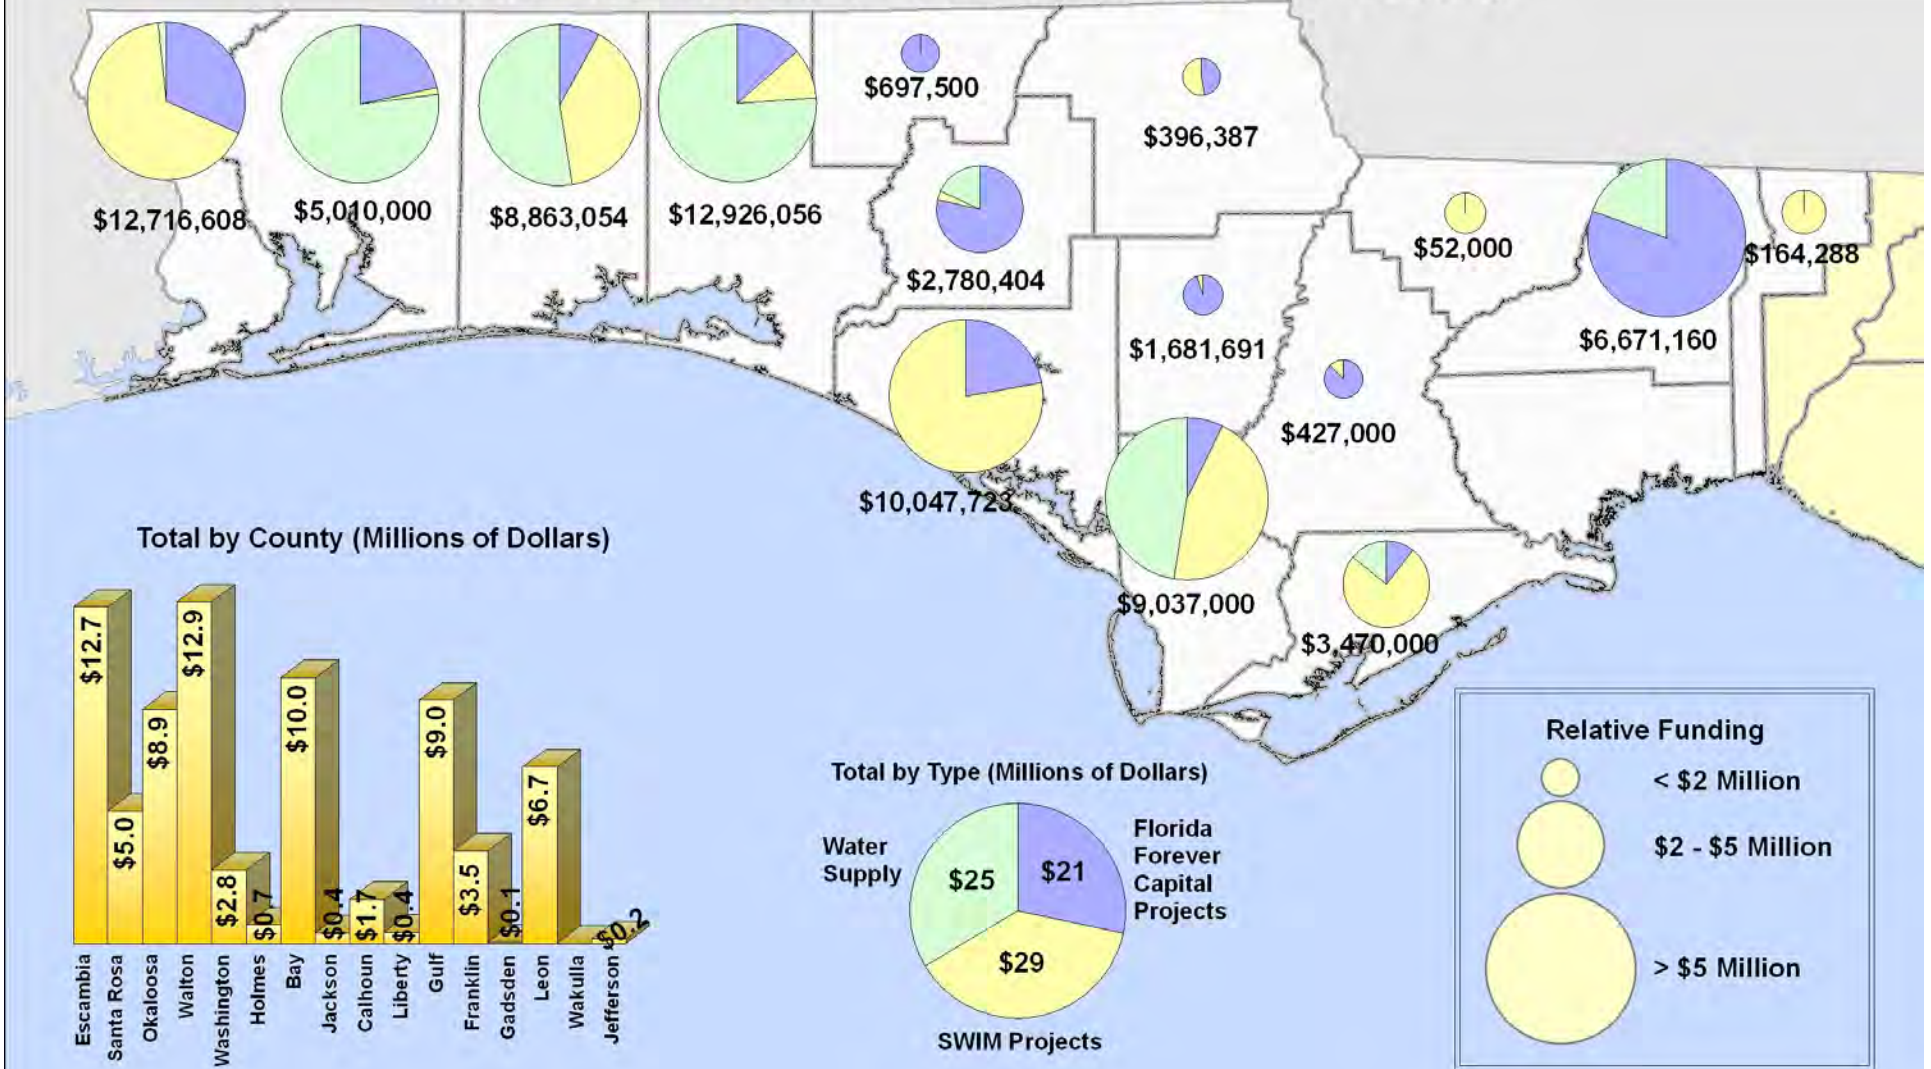 $697,500
$396,387
$12,716,608
$5,010,000
$8,863,054
$12,926,056
$2,780,404
$52,000
$164,288
$1,681,691
$6,671,160
$427,000
$10,047,723
$9,037,000
$3,470,000
Total by County (Millions of Dollars)
$12.7
$5.0
$8.9
$12.9
$2.8
$0.7
$10.0
$0.4
$1.7
$0.4
$9.0
$3.5
$0.1
$6.7
$0.2
Escambia
Santa Rosa
Okaloosa
Walton
Washington
Holmes
Bay
Jackson
Calhoun
Liberty
Gulf
Franklin
Gadsden
Leon
Wakulla
Jefferson
Total by Type (Millions of Dollars)
Water
Supply
$25
$21
Florida
Forever
Capital
Projects
$29
SWIM Projects
Relative Funding
< $2 Million
$2 - $5 Million
> $5 Million